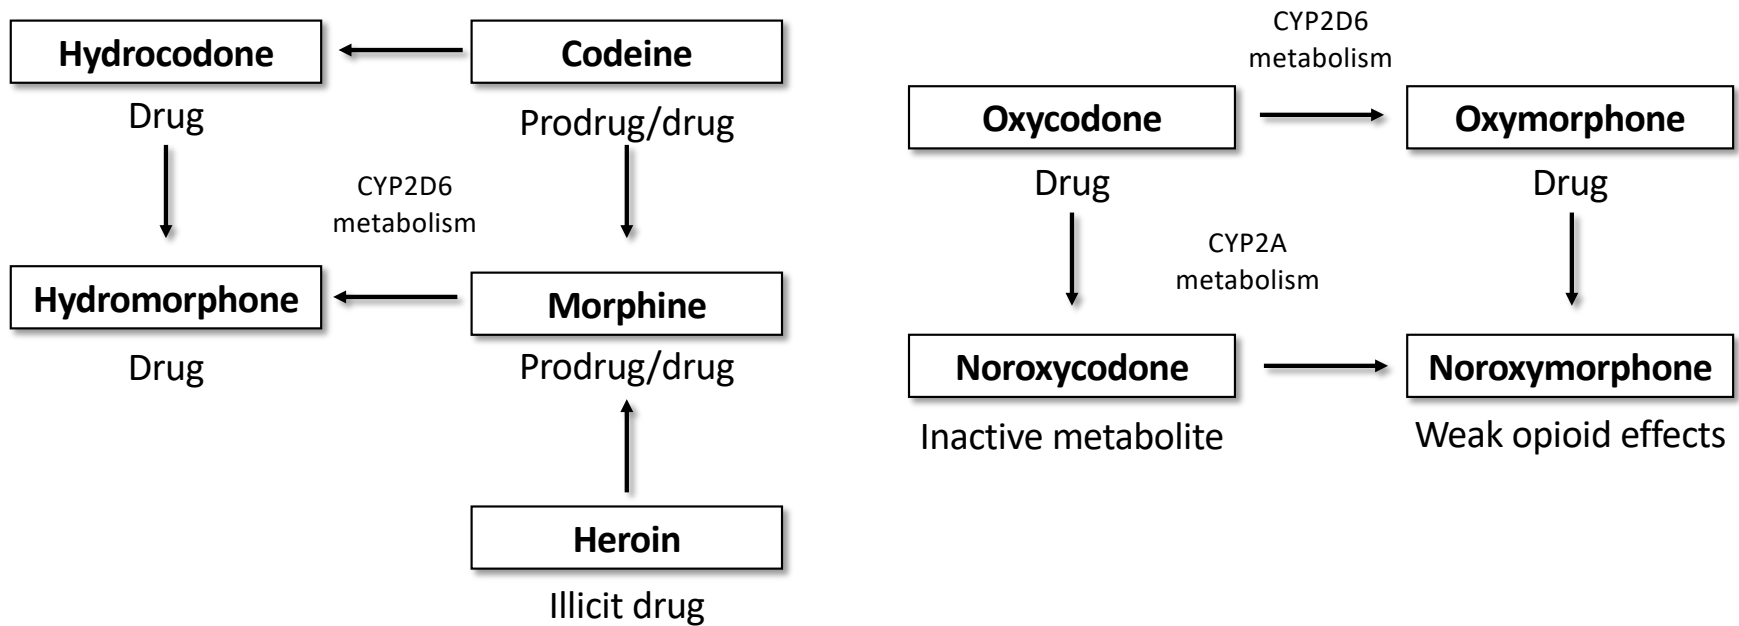 Hydrocodone
Codeine
Drug
Prodrug/drug
CYP2D6
metabolism
Hydromorphone
Morphine
Drug
Prodrug/drug
Heroin
Illicit drug
CYP2D6
metabolism
Oxycodone
Oxymorphone
Drug
Drug
CYP2A
metabolism
Noroxycodone
Noroxymorphone
Inactive metabolite
Weak opioid effects